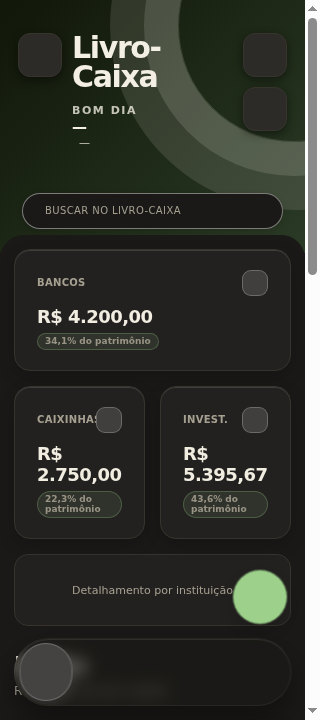 Livro-
Caixa
BOM DIA
—
—
BUSCAR NO LIVRO-CAIXA
BANCOS
R$ 4.200,00
34,1% do patrimônio
CAIXINHAS
INVEST.
R$
2.750,00
R$
5.395,67
22,3% do
patrimônio
43,6% do
patrimônio
Detalhamento por instituição